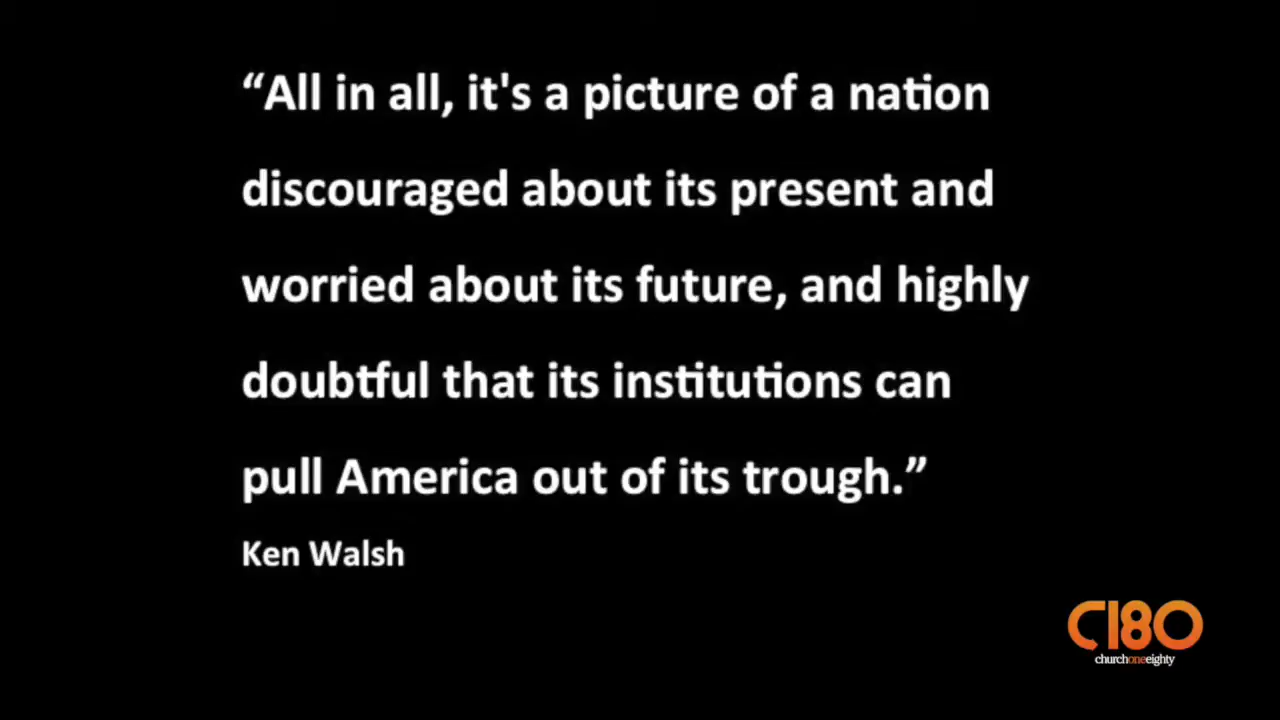 “All in all, it's a picture of a nation
discouraged about its present and
worried about its future, and highly
doubtful that its institutions can
pull America out of its trough.”
Ken Walsh
C180
churchoneeighty